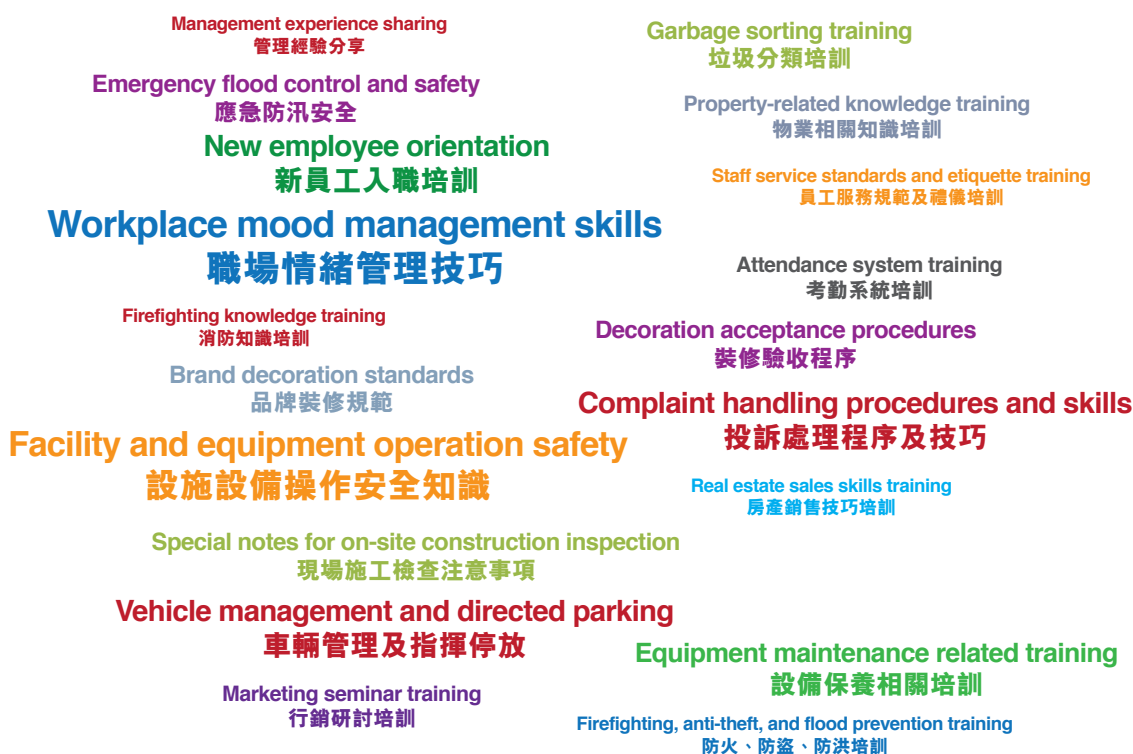 Management experience sharing
管理經驗分享
Emergency flood control and safety
應急防汛安全
New employee orientation
新員工入職培訓
Workplace mood management skills
職場情緒管理技巧
Firefighting knowledge training
消防知識培訓
Brand decoration standards
品牌裝修規範
Facility and equipment operation safety
設施設備操作安全知識
Special notes for on-site construction inspection
現場施工檢查注意事項
Vehicle management and directed parking
車輛管理及指揮停放
Marketing seminar training
行銷研討培訓
Garbage sorting training
垃圾分類培訓
Property-related knowledge training
物業相關知識培訓
Staff service standards and etiquette training
員工服務規範及禮儀培訓
Attendance system training
考勤系統培訓
Decoration acceptance procedures
裝修驗收程序
Complaint handling procedures and skills
投訴處理程序及技巧
Real estate sales skills training
房產銷售技巧培訓
Equipment maintenance related training
設備保養相關培訓
Firefighting, anti-theft, and flood prevention training
防火、防盜、防洪培訓